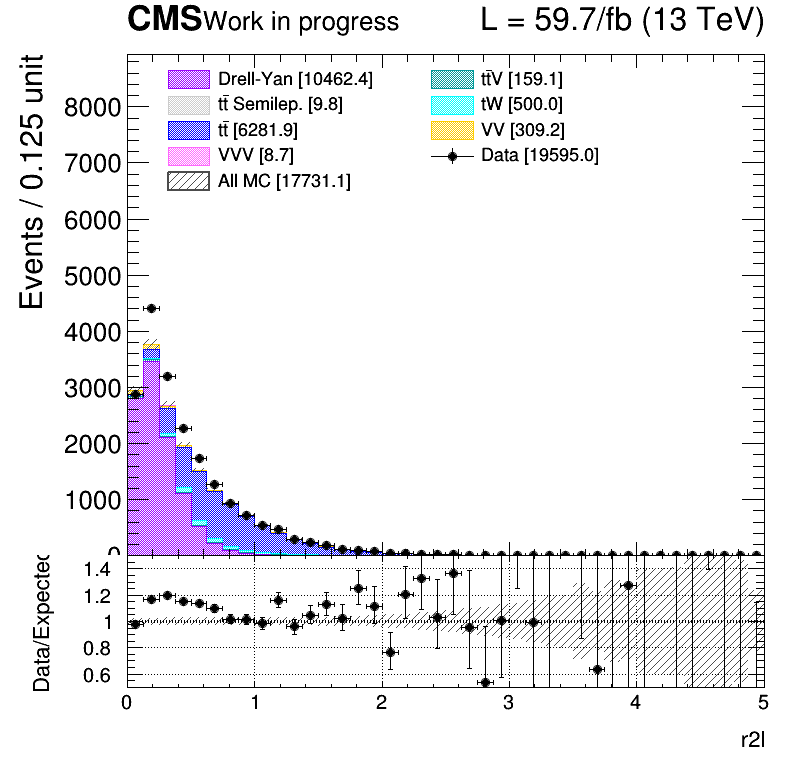 CMS Work in progress L = 59.7/fb (13 TeV)
Drell-Yan [10462.4] tt̄V [159.1]
tt̄ Semilep. [9.8] tW [500.0]
tt̄ [6281.9] VV [309.2]
VVV [8.7] Data [19595.0]
All MC [17731.1]
Events / 0.125 unit
8000
7000
6000
5000
4000
3000
2000
1000
0
Data/Expected
1.4
1.2
1
0.8
0.6
0 1 2 3 4 5
r2l